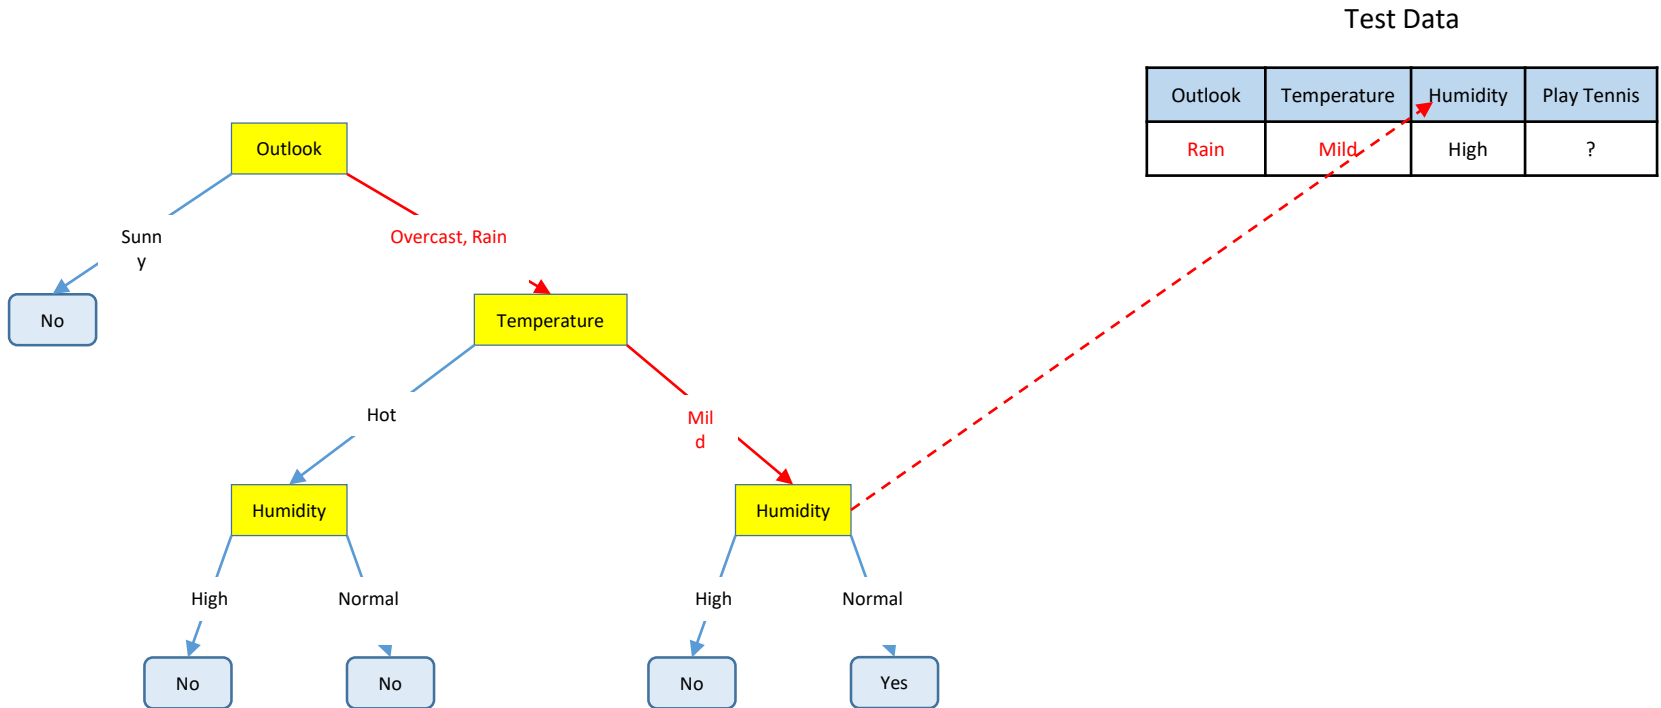 Test Data
Outlook Temperature Humidity Play Tennis
Rain Mild High ?
Outlook
Sunn
y
Overcast, Rain
No
Temperature
Hot
Mil
d
Humidity
Humidity
High
Normal
High
Normal
No
No
No
Yes